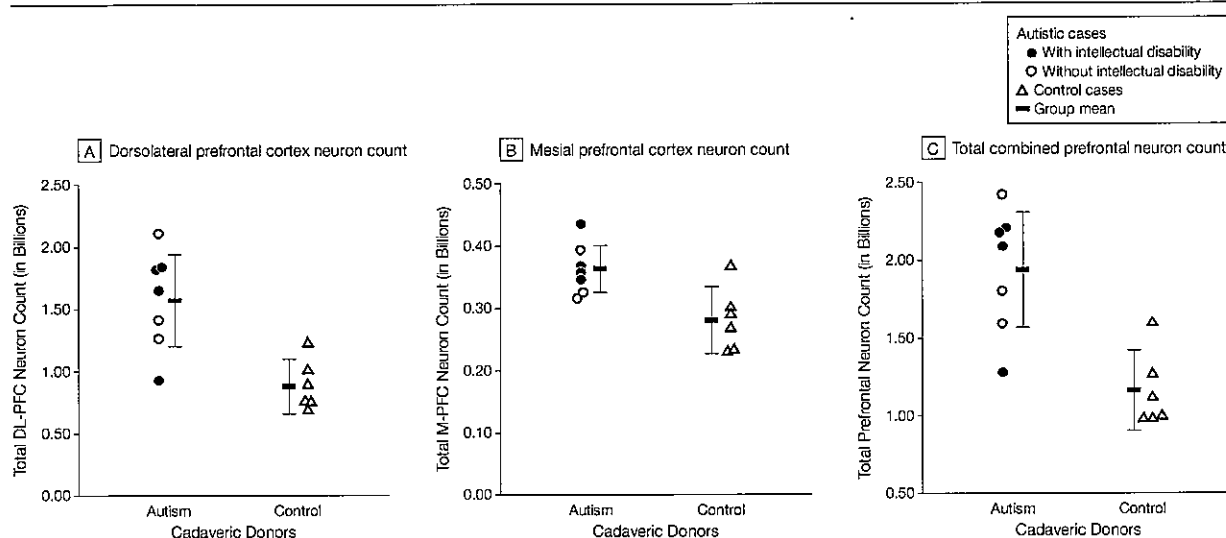 Autistic cases
With intellectual disability
Without intellectual disability
Control cases
Group mean
A Dorsolateral prefrontal cortex neuron count
Total DL-PFC Neuron Count (in Billions)
2.50
2.00
1.50
1.00
0.50
0.00
Autism Control
Cadaveric Donors
B Mesial prefrontal cortex neuron count
Total M-PFC Neuron Count (in Billions)
0.50
0.40
0.30
0.20
0.10
0.00
Autism Control
Cadaveric Donors
C Total combined prefrontal neuron count
Total Prefrontal Neuron Count (in Billions)
2.50
2.00
1.50
1.00
0.50
Autism Control
Cadaveric Donors